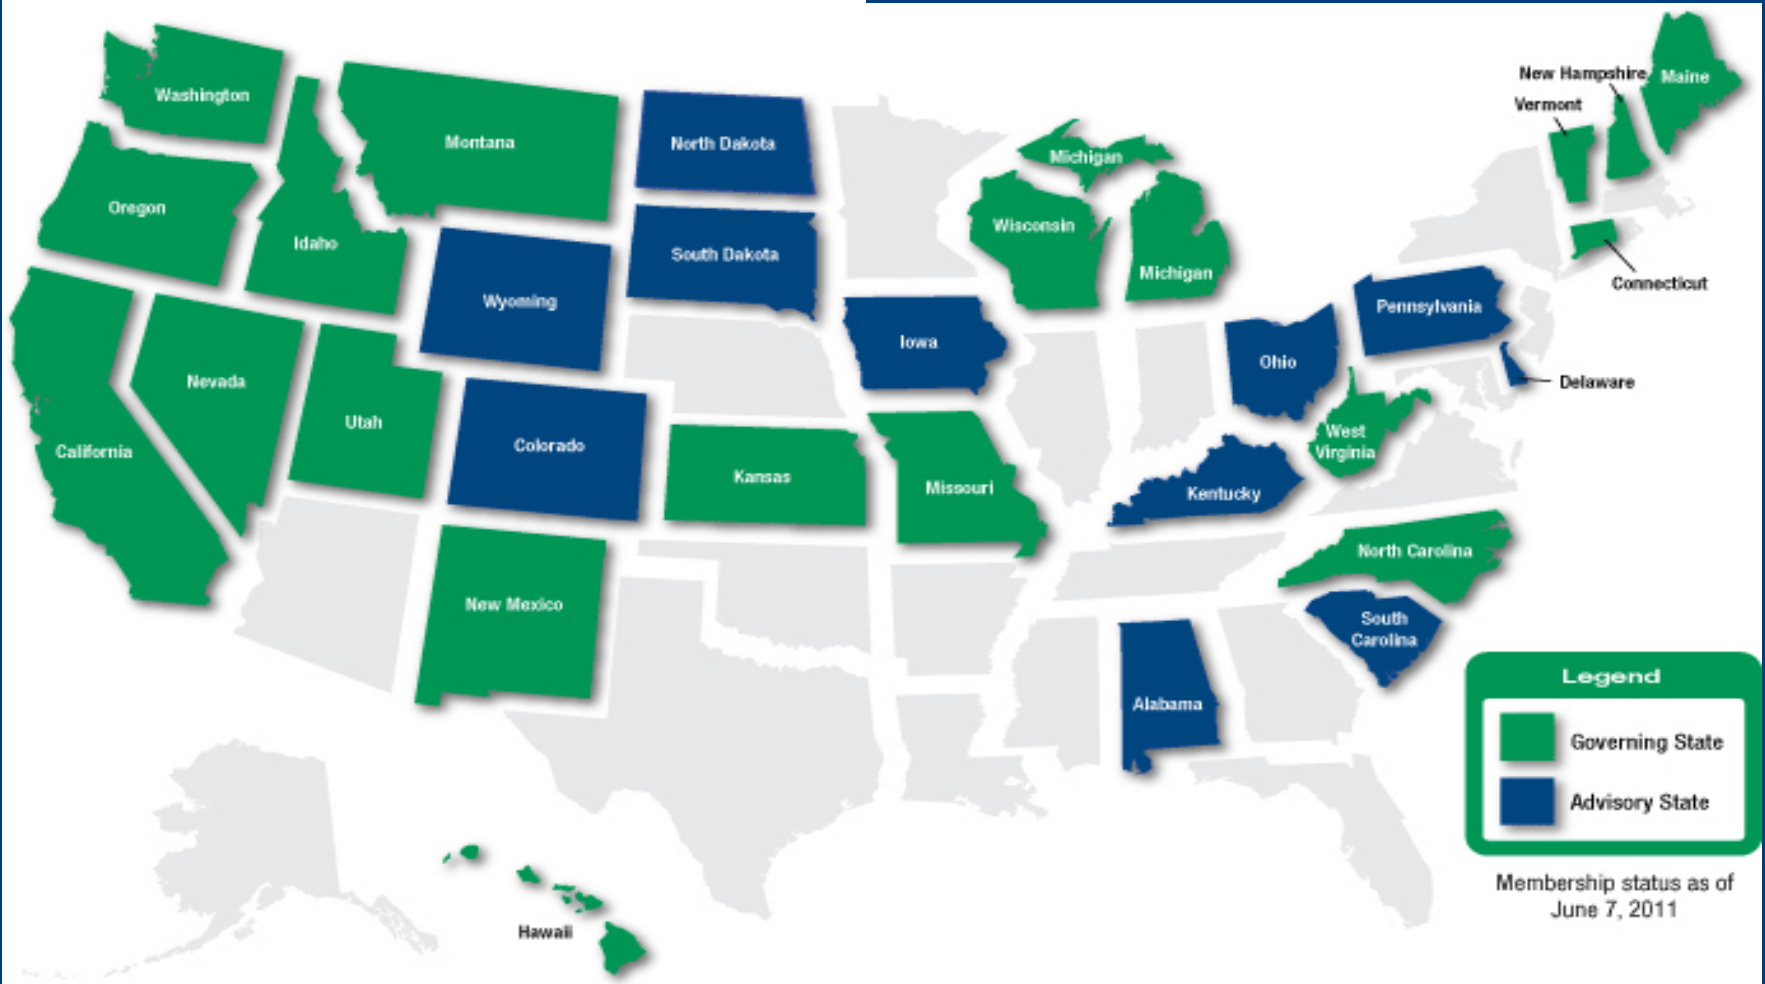 New Hampshire
Maine
Washington
Vermont
Montana
North Dakota
Michigan
Oregon
Wisconsin
Idaho
South Dakota
Michigan
Connecticut
Wyoming
Pennsylvania
Iowa
Ohio
Nevada
Delaware
Utah
Colorado
West
Virginia
California
Kansas
Missouri
Kentucky
North Carolina
New Mexico
South
Carolina
Alabama
Legend
Governing State
Advisory State
Membership status as of
June 7, 2011
Hawaii